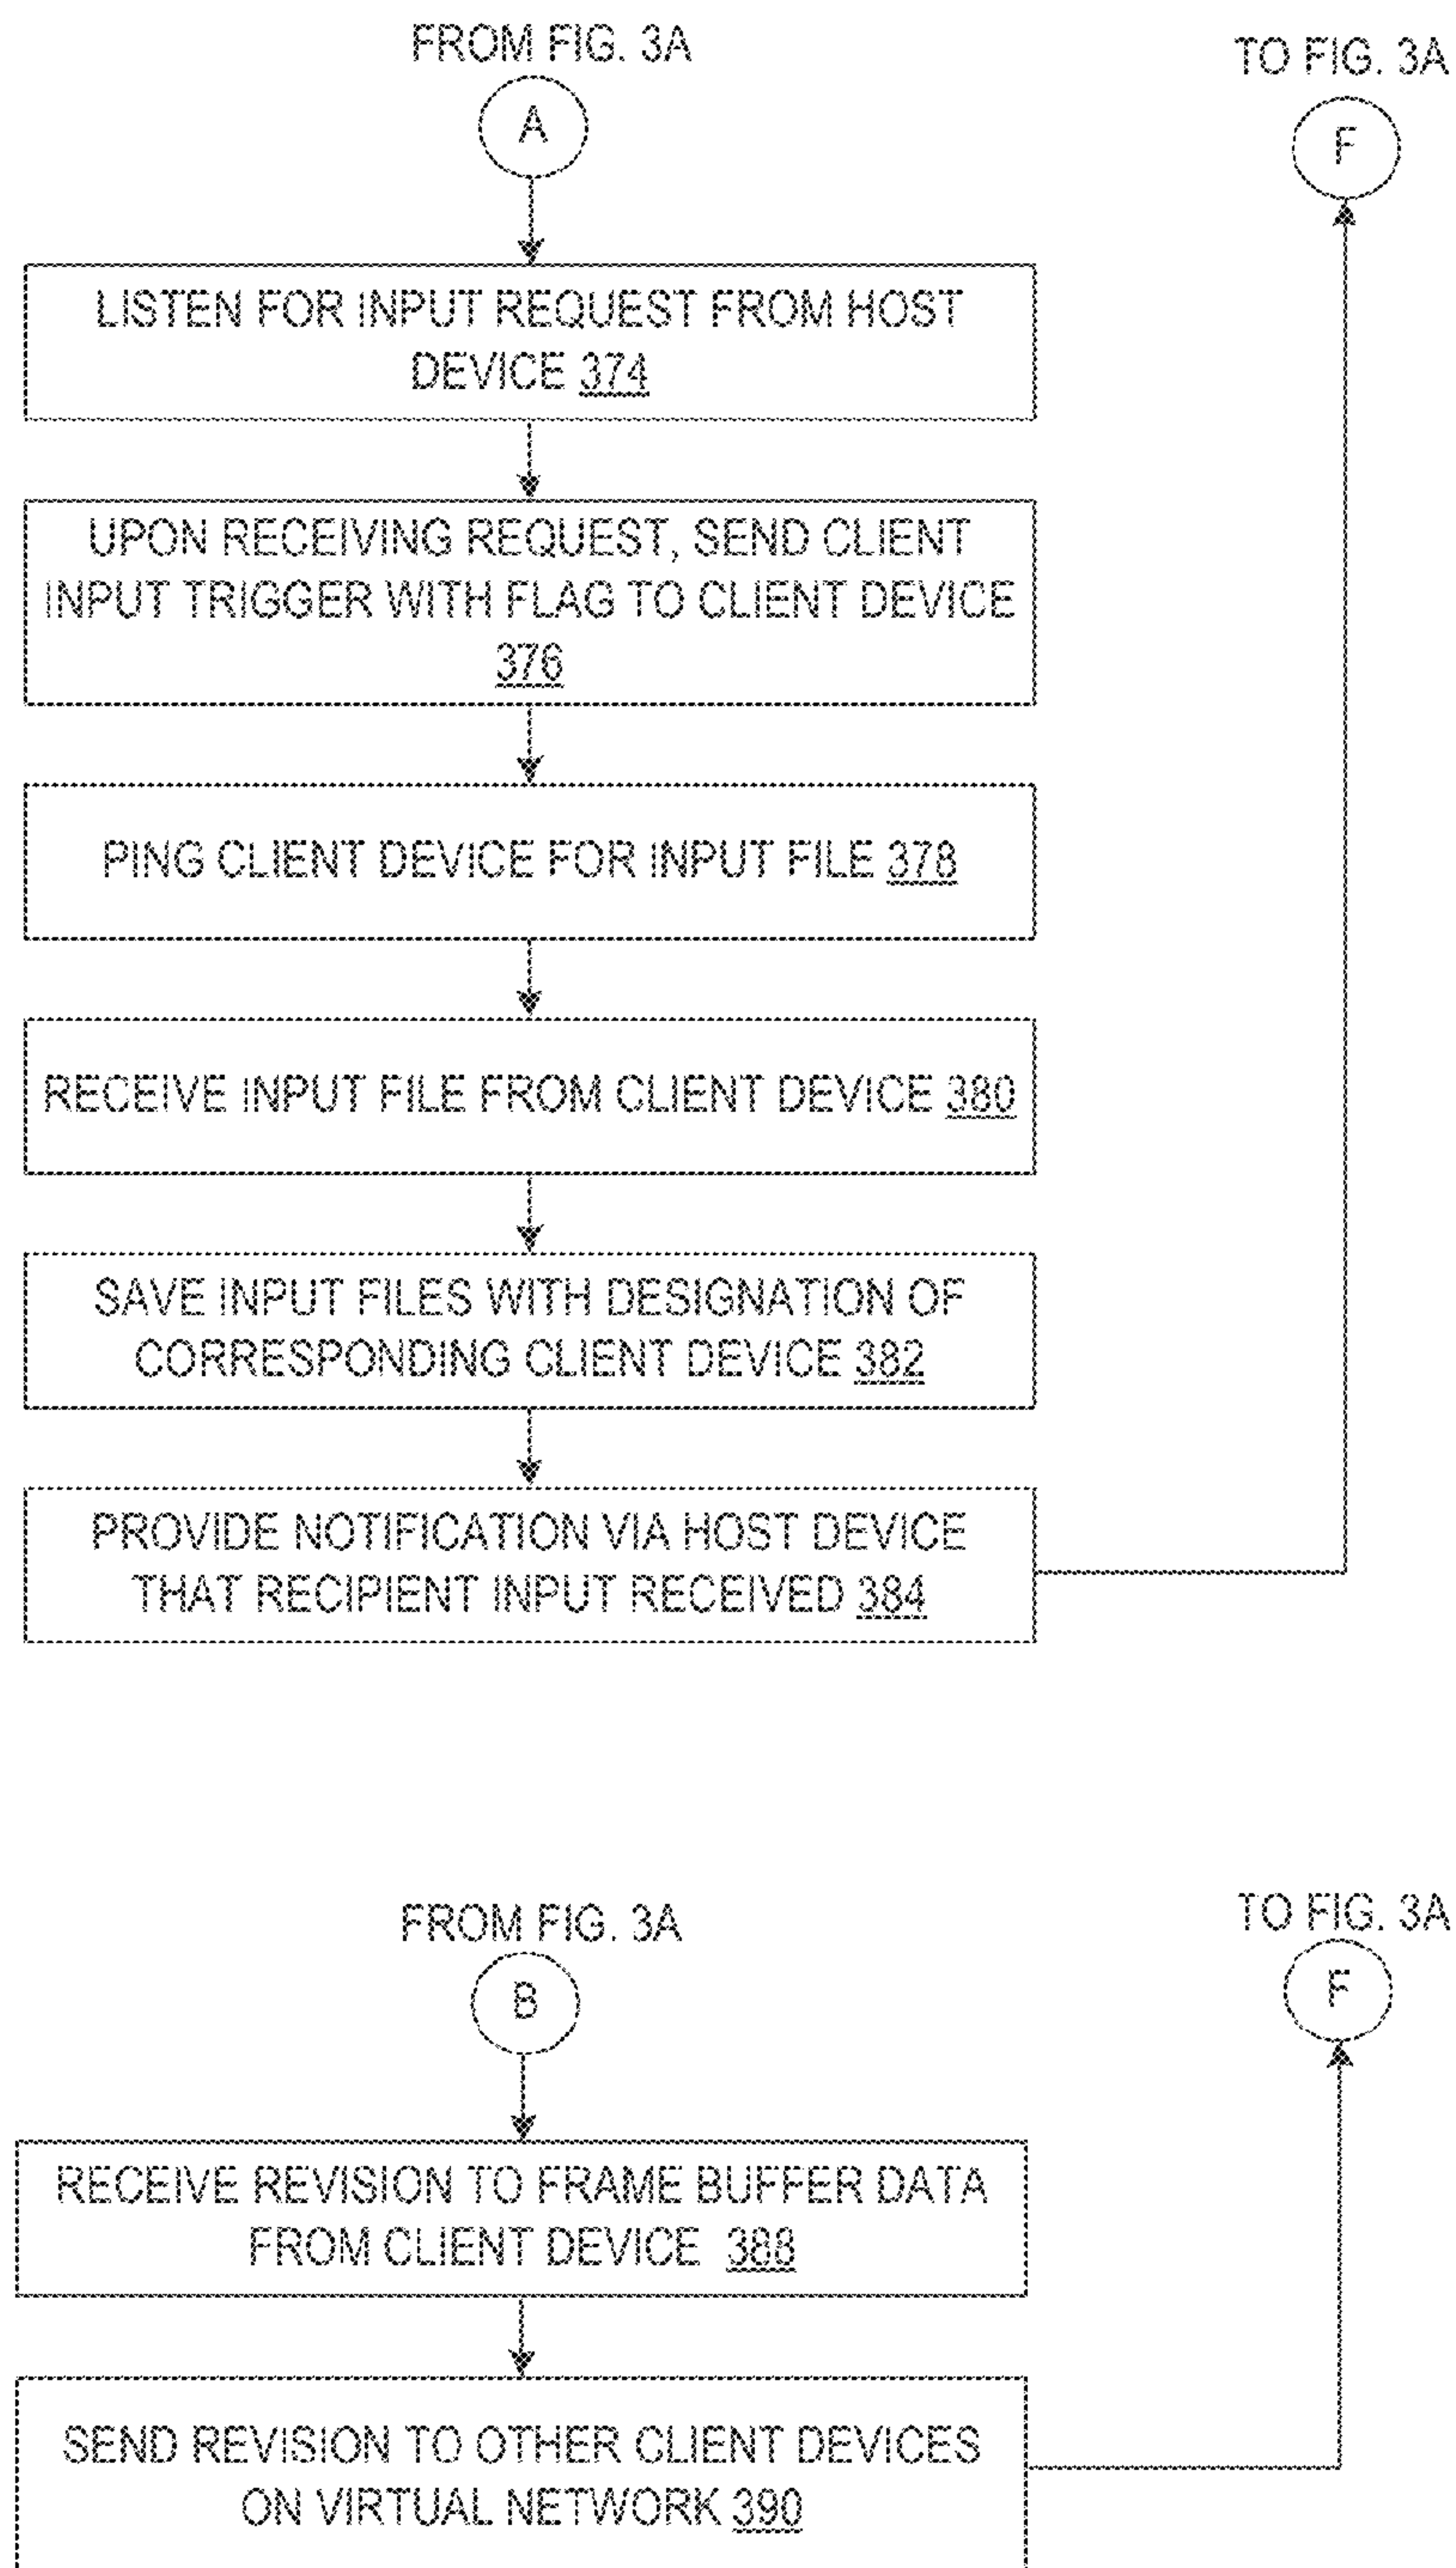 FROM FIG. 3A
A
TO FIG. 3A
F
LISTEN FOR INPUT REQUEST FROM HOST
DEVICE 374
UPON RECEIVING REQUEST, SEND CLIENT
INPUT TRIGGER WITH FLAG TO CLIENT DEVICE
376
PING CLIENT DEVICE FOR INPUT FILE 378
RECEIVE INPUT FILE FROM CLIENT DEVICE 380
SAVE INPUT FILES WITH DESIGNATION OF
CORRESPONDING CLIENT DEVICE 382
PROVIDE NOTIFICATION VIA HOST DEVICE
THAT RECIPIENT INPUT RECEIVED 384
FROM FIG. 3A
B
TO FIG. 3A
F
RECEIVE REVISION TO FRAME BUFFER DATA
FROM CLIENT DEVICE 388
SEND REVISION TO OTHER CLIENT DEVICES
ON VIRTUAL NETWORK 390